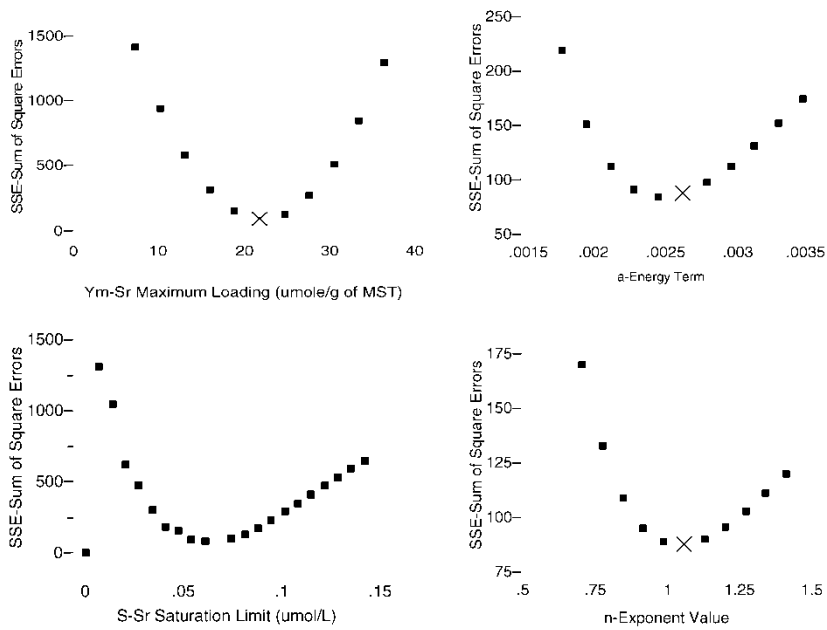 SSE-Sum of Square Errors
1500
1000
500
0
0 10 20 30 40
Ym-Sr Maximum Loading (umole/g of MST)
SSE-Sum of Square Errors
250
200
150
100
50
.0015 .002 .0025 .003 .0035
a-Energy Term
SSE-Sum of Square Errors
1500
1000
500
0
0 .05 .1 .15
S-Sr Saturation Limit (umol/L)
SSE-Sum of Square Errors
175
150
125
100
75
.5 .75 1 1.25 1.5
n-Exponent Value